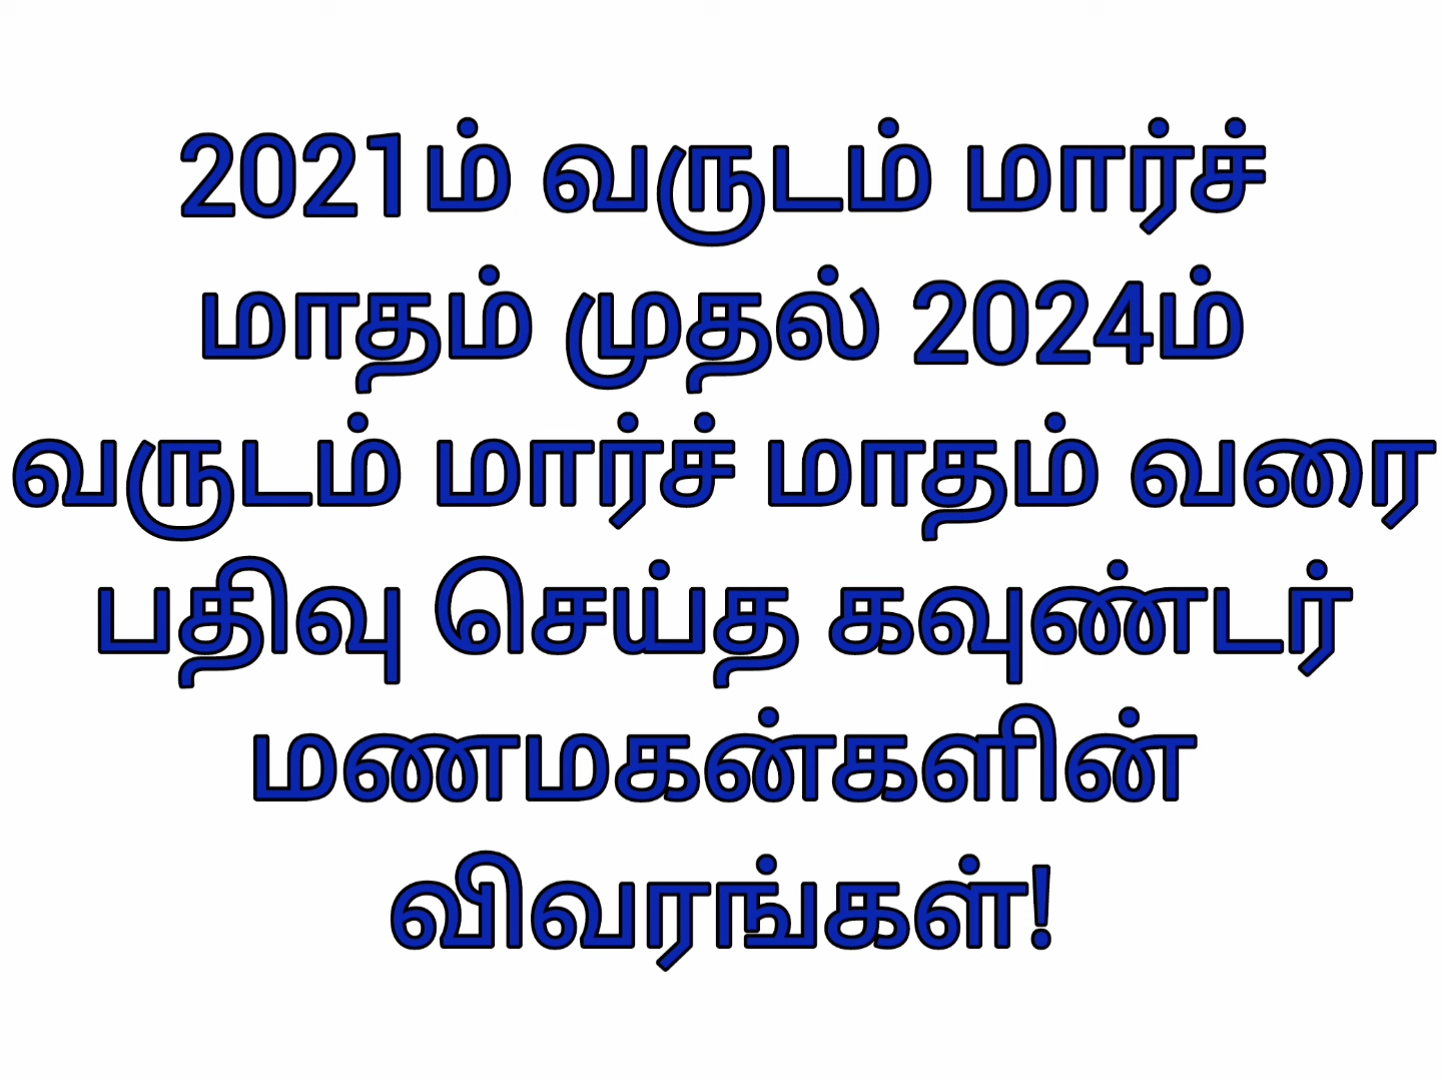 2021ம் வருடம் மார்ச்
மாதம் முதல் 2024ம்
வருடம் மார்ச் மாதம் வரை
பதிவு செய்த கவுண்டர்
மணமகன்களின்
விவரங்கள்!